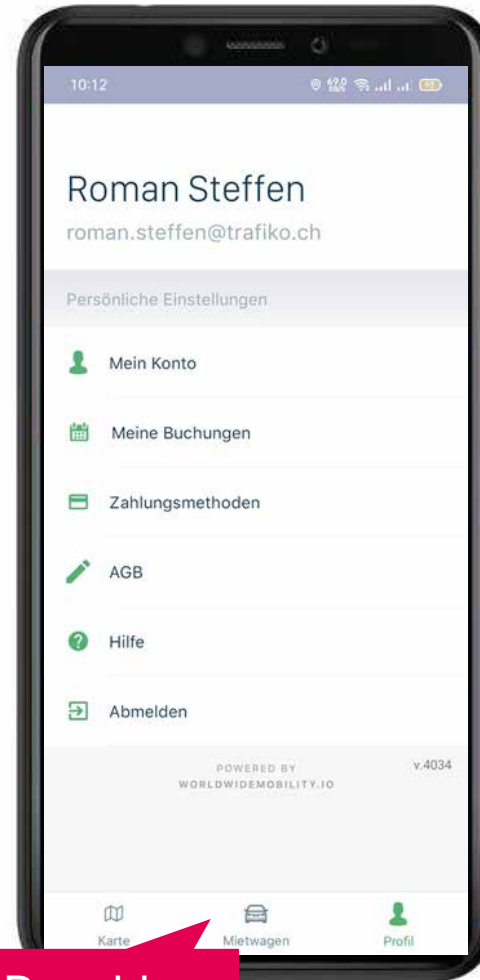 10:12
Roman Steffen
roman.steffen@trafiko.ch
Persönliche Einstellungen
Mein Konto
Meine Buchungen
Zahlungsmethoden
AGB
Hilfe
Abmelden
POWERED BY
v.4034
WORLDWIDEMOBILITY.IO
Karte
Mietwagen
Profil